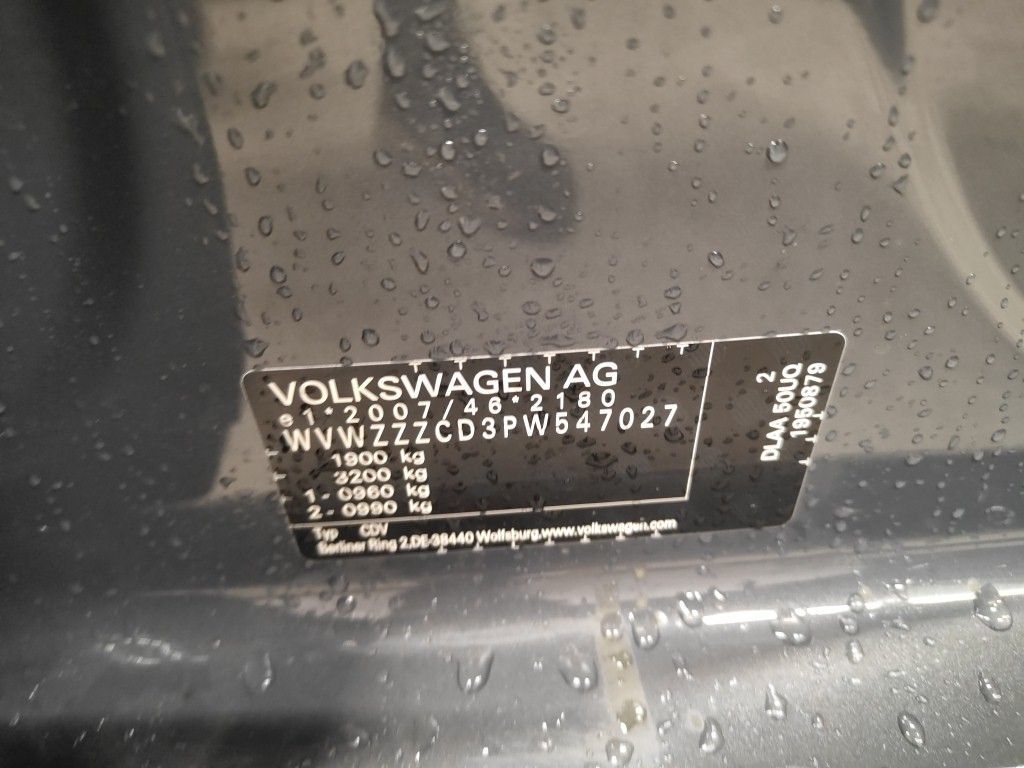 VOLKSWAGEN AG
e1*2007/46*2180
WVWZZZCD3PW547027
1900 kg
3200 kg
1- 0960 kg
2- 0990 kg
Typ CDV
Berliner Ring 2,DE-38440 Wolfsburg,www.volkswagen.com
2
DLAA 50UQ
1950879